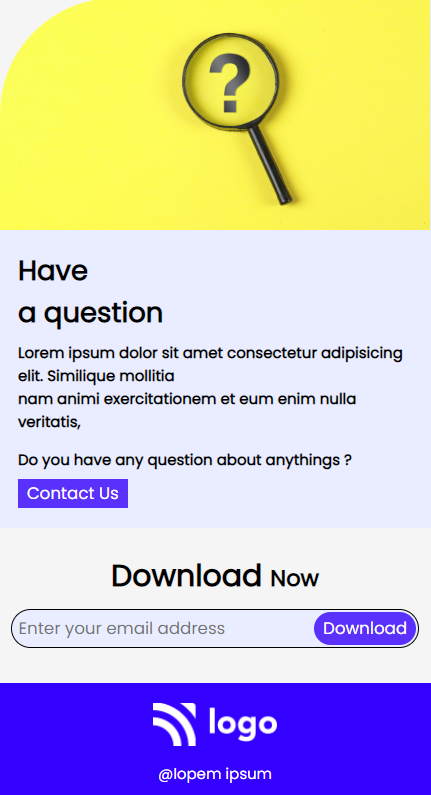 ?
Have
a question
Lorem ipsum dolor sit amet consectetur adipisicing
elit. Similique mollitia
nam animi exercitationem et eum enim nulla
veritatis,
Do you have any question about anythings ?
Contact Us
Download Now
Enter your email address Download
logo
@lopem ipsum